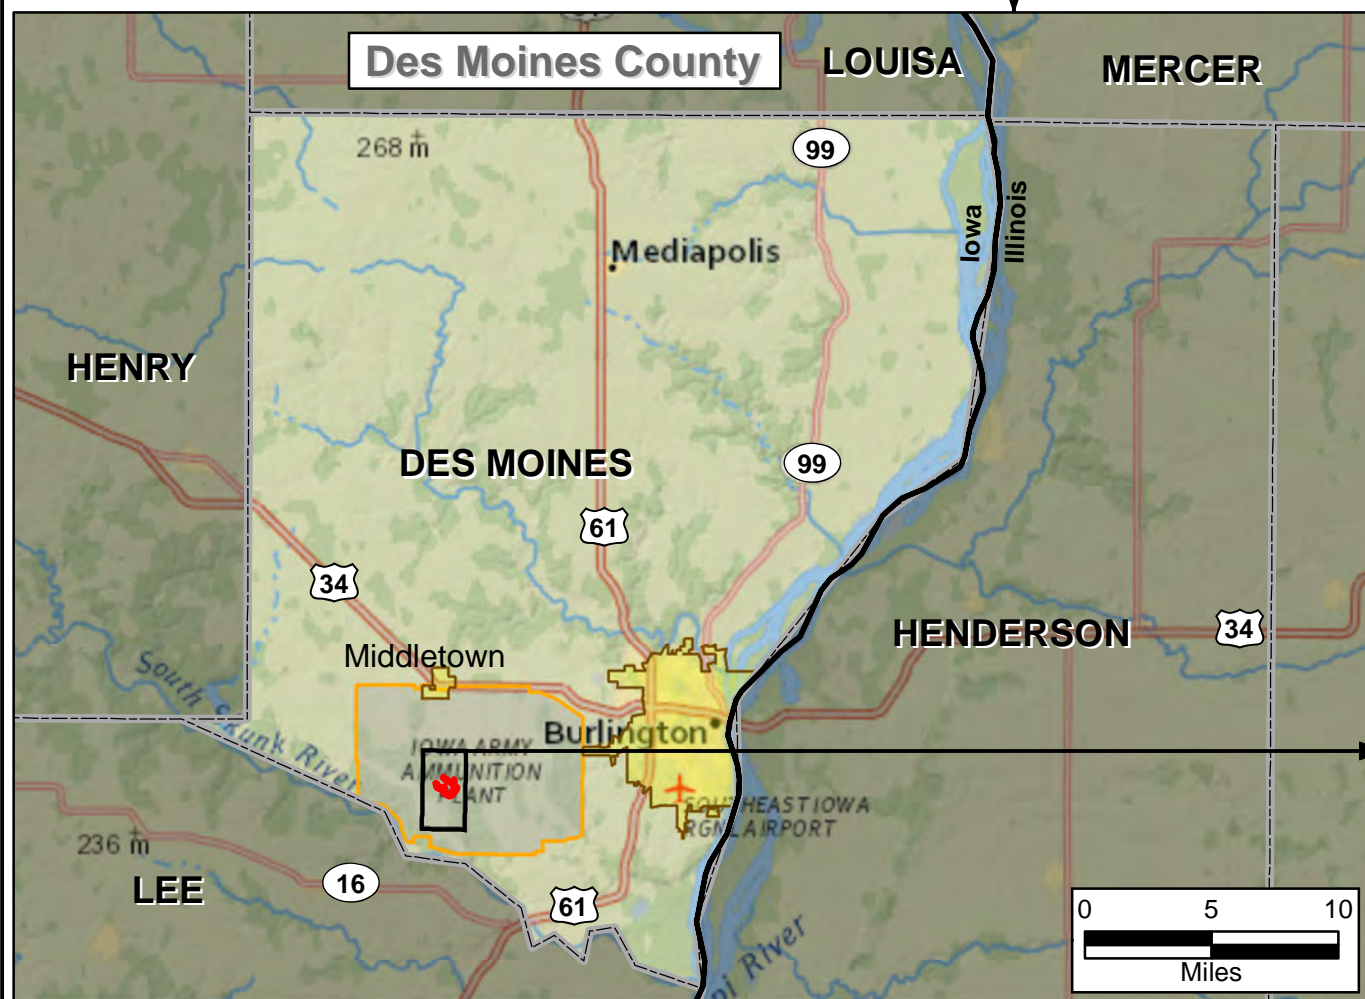 Des Moines County
LOUISA
MERCER
268 m
99
Iowa
Illinois
Mediapolis
HENRY
DES MOINES
99
61
34
HENDERSON
34
Middletown
South Skunk River
Burlington
IOWA ARMY
AMMUNITION
PLANT
SOUTHEAST IOWA
RGNL AIRPORT
236 m
LEE
16
61
River
0 5 10
Miles